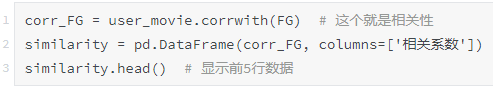 1 corr_FG = user_movie.corrwith(FG)  # 这个就是相关性
2 similarity = pd.DataFrame(corr_FG, columns=['相关系数'])
3 similarity.head()  # 显示前5行数据